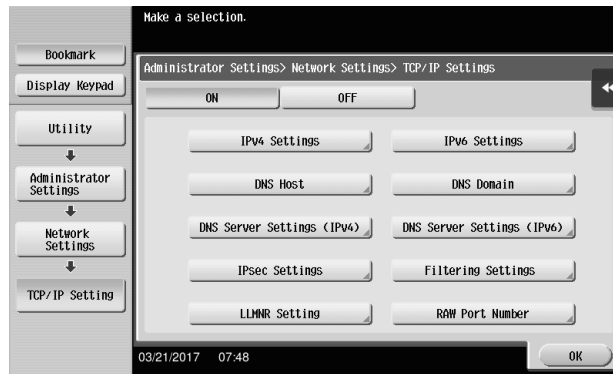 Make a selection.
Bookmark
Display Keypad
Utility
Administrator
Settings
Network
Settings
TCP/IP Setting
Administrator Settings> Network Settings> TCP/IP Settings
ON OFF
IPv4 Settings IPv6 Settings
DNS Host DNS Domain
DNS Server Settings (IPv4) DNS Server Settings (IPv6)
IPsec Settings Filtering Settings
LLMNR Setting RAW Port Number
03/21/2017 07:48 OK